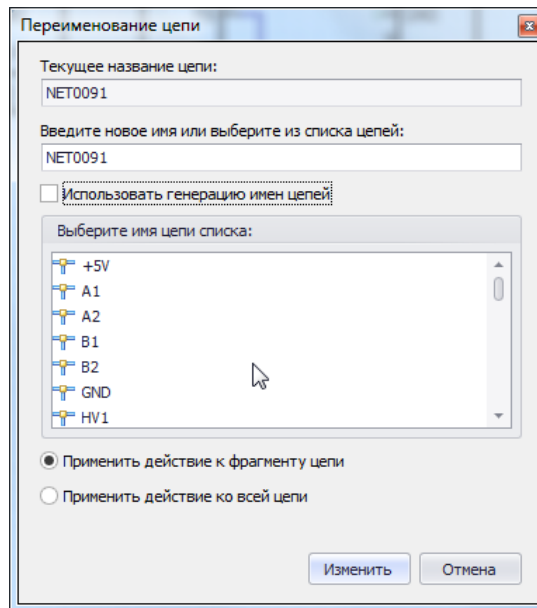 Переименование цепи
Текущее название цепи:
NET0091
Введите новое имя или выберите из списка цепей:
NET0091
Использовать генерацию имен цепей
Выберите имя цепи списка:
+5V
A1
A2
B1
B2
GND
HV1
Применить действие к фрагменту цепи
Применить действие ко всей цепи
Изменить Отмена